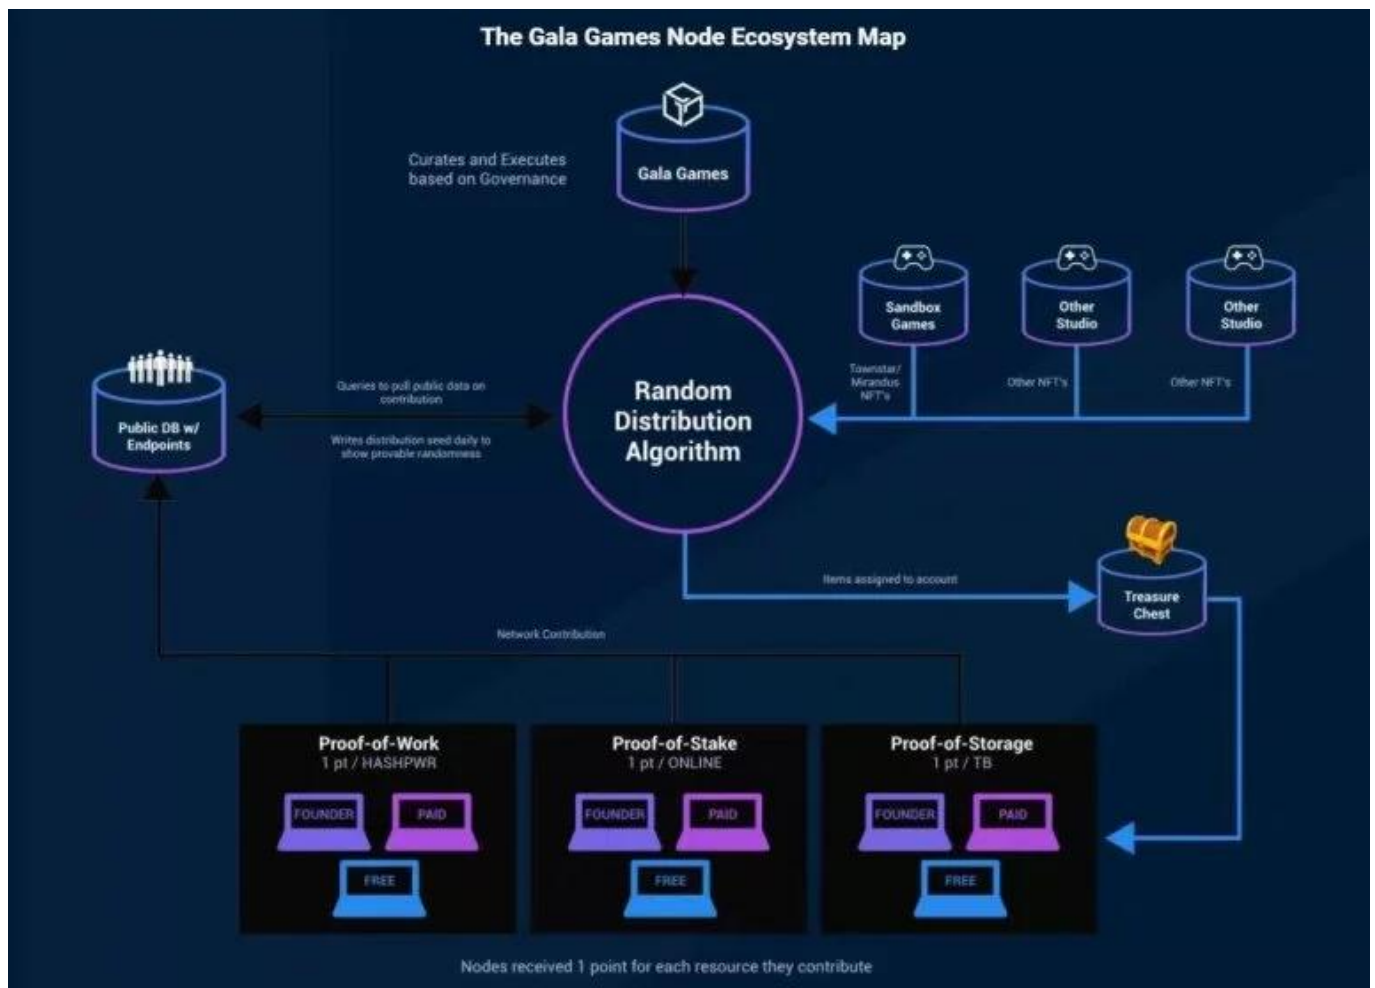 The Gala Games Node Ecosystem Map
Curates and Executes
based on Governance
Gala Games
Sandbox
Games
Other
Studio
Other
Studio
Townstar/
Mirandus
NFT's
Other NFT's
Other NFT's
Random
Distribution
Algorithm
Queries to pull public data on
contribution
Writes distribution seed daily to
show provable randomness
Public DB w/
Endpoints
Items assigned to account
Treasure
Chest
Network Contribution
Proof-of-Work
1 pt / HASHPWR
FOUNDER
PAID
FREE
Proof-of-Stake
1 pt / ONLINE
FOUNDER
PAID
FREE
Proof-of-Storage
1 pt / TB
FOUNDER
PAID
FREE
Nodes received 1 point for each resource they contribute